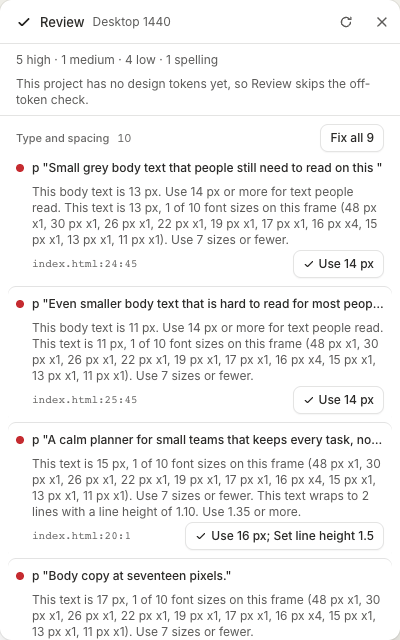 Review Desktop 1440
5 high · 1 medium · 4 low · 1 spelling
This project has no design tokens yet, so Review skips the off-
token check.
Type and spacing 10
Fix all 9
p "Small grey body text that people still need to read on this "
This body text is 13 px. Use 14 px or more for text people
read. This text is 13 px, 1 of 10 font sizes on this frame (48 px
x1, 30 px x1, 26 px x1, 22 px x1, 19 px x1, 17 px x1, 16 px x4, 15
px x1, 13 px x1, 11 px x1). Use 7 sizes or fewer.
index.html:24:45
Use 14 px
p "Even smaller body text that is hard to read for most peop...
This body text is 11 px. Use 14 px or more for text people read.
This text is 11 px, 1 of 10 font sizes on this frame (48 px x1, 30
px x1, 26 px x1, 22 px x1, 19 px x1, 17 px x1, 16 px x4, 15 px x1,
13 px x1, 11 px x1). Use 7 sizes or fewer.
index.html:25:45
Use 14 px
p "A calm planner for small teams that keeps every task, no...
This text is 15 px, 1 of 10 font sizes on this frame (48 px x1, 30
px x1, 26 px x1, 22 px x1, 19 px x1, 17 px x1, 16 px x4, 15 px x1,
13 px x1, 11 px x1). Use 7 sizes or fewer. This text wraps to 2
lines with a line height of 1.10. Use 1.35 or more.
index.html:20:1
Use 16 px; Set line height 1.5
p "Body copy at seventeen pixels."
This text is 17 px, 1 of 10 font sizes on this frame (48 px x1, 30
px x1, 26 px x1, 22 px x1, 19 px x1, 17 px x1, 16 px x4, 15 px x1,
13 px x1, 11 px x1). Use 7 sizes or fewer.